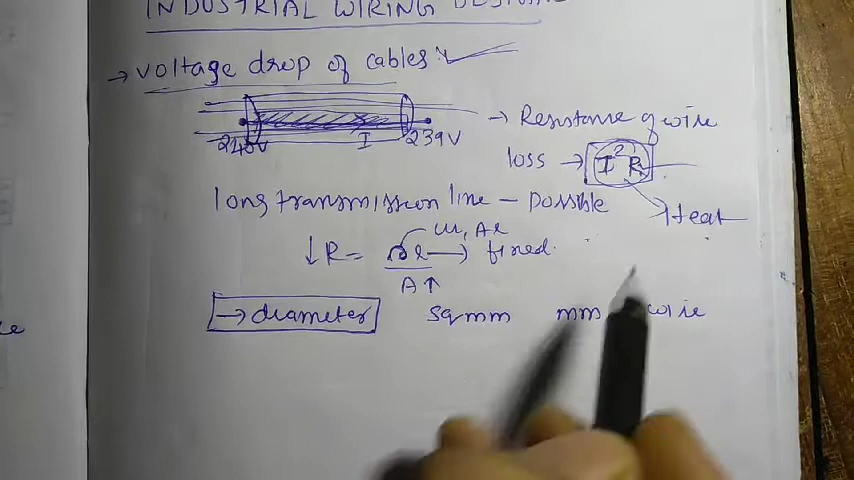 INDUSTRIAL WIRING
→ voltage drop of cables :
240V I 239V → Resistance of wire
loss → I²R
long transmission line - possible → Heat
cu, Al
↓ R = ρl → fixed
A ↑
→ diameter sqmm mm wire